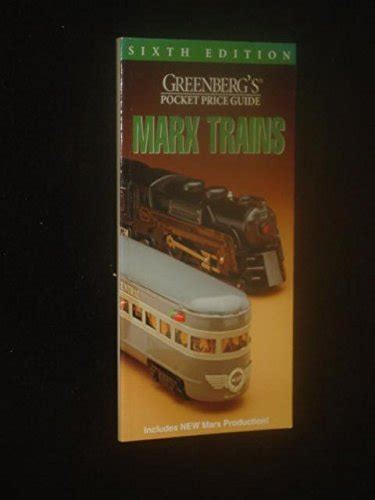 SIXTH EDITION
GREENBERG'S
POCKET PRICE GUIDE
MARX TRAINS
Includes NEW Marx Production!